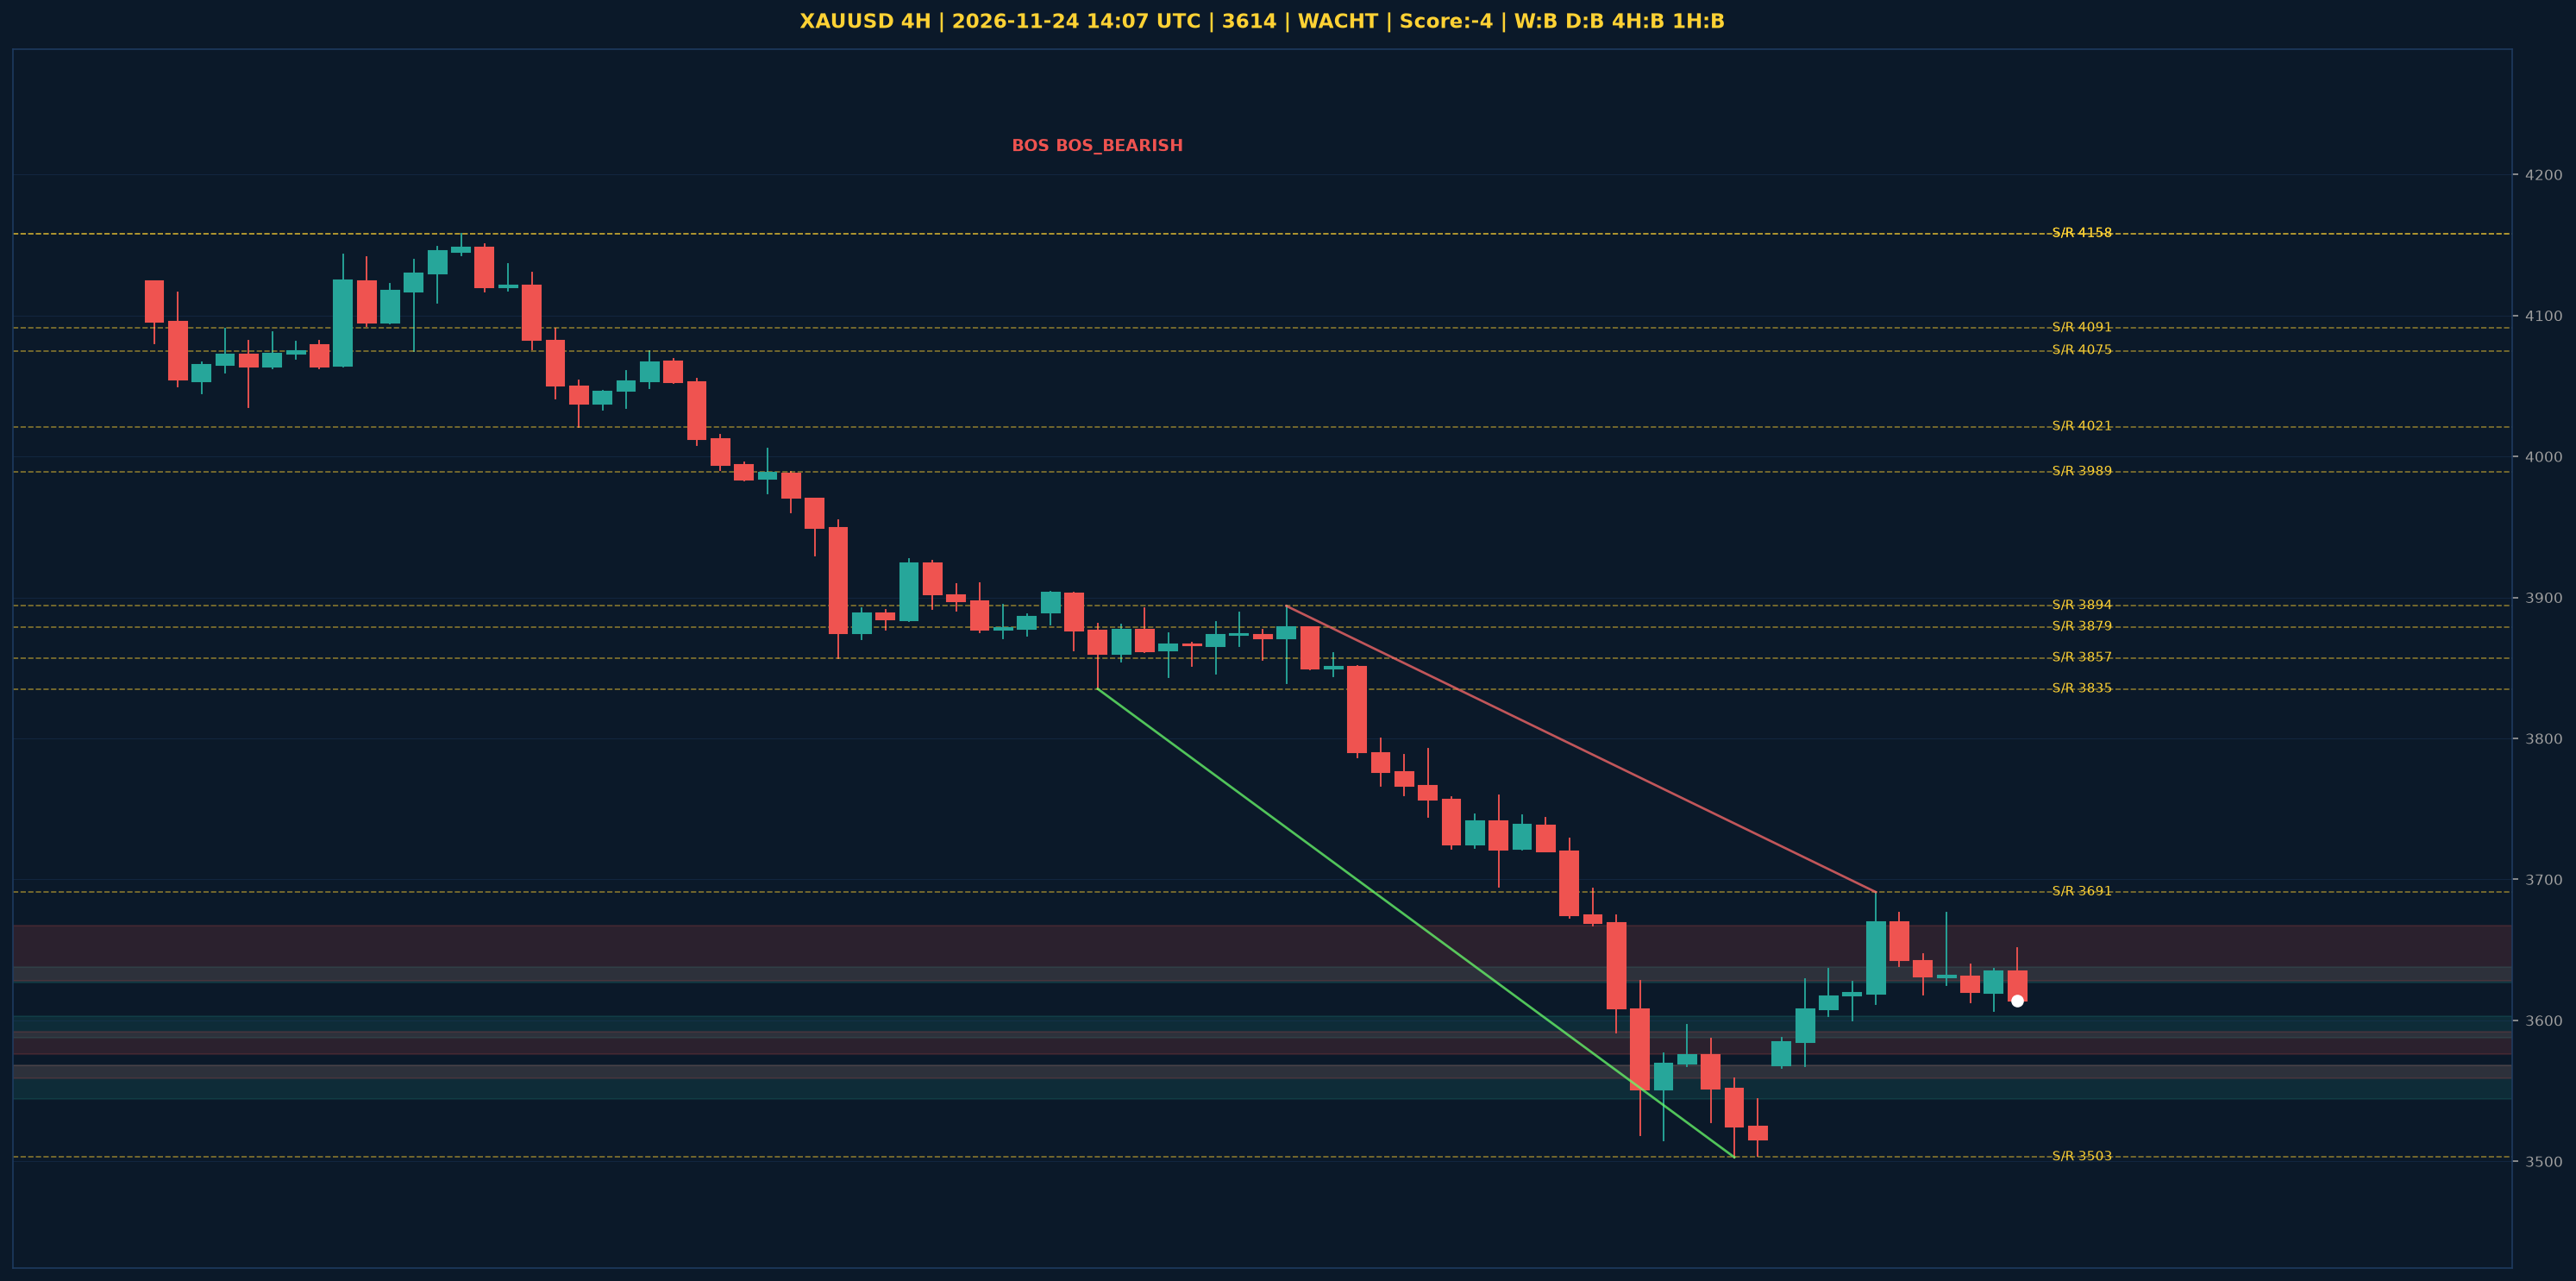 XAUUSD 4H | 2026-11-24 14:07 UTC | 3614 | WACHT | Score:-4 | W:B D:B 4H:B 1H:B
BOS BOS_BEARISH
4200
S/R 4158
S/R 4091
4100
S/R 4075
S/R 4021
4000
S/R 3989
3900
S/R 3894
S/R 3879
S/R 3857
S/R 3835
3800
3700
S/R 3691
3600
S/R 3503
3500